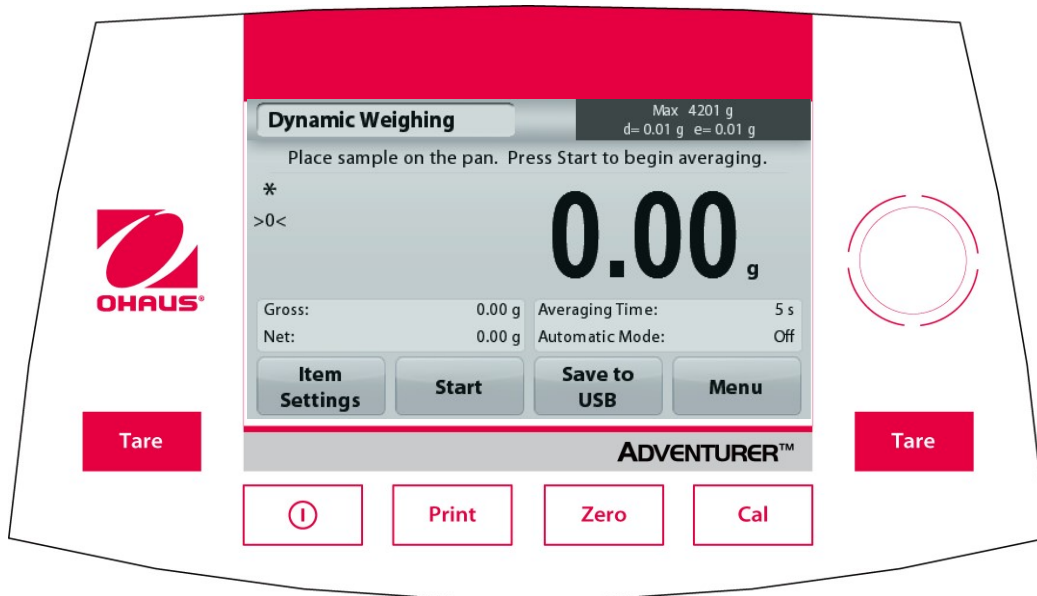 Dynamic Weighing
Max 4201 g
d= 0.01 g e= 0.01 g
Place sample on the pan. Press Start to begin averaging.
*
>0<
0.00 g
OHAUS®
Gross: 0.00 g
Net: 0.00 g
Averaging Time: 5 s
Automatic Mode: Off
Item
Settings
Start
Save to
USB
Menu
Tare
ADVENTURER™
Tare
Print
Zero
Cal